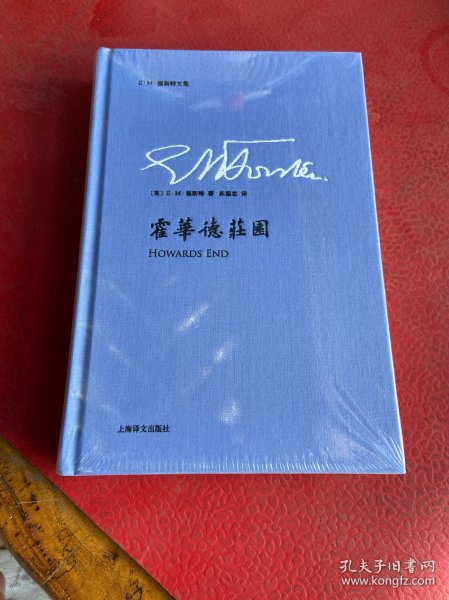 E·M·福斯特文集
EMForster.
〔英〕E·M·福斯特 著 苏福忠 译
霍華德莊園
HOWARDS END
上海译文出版社
孔夫子旧书网
www.kongfz.com